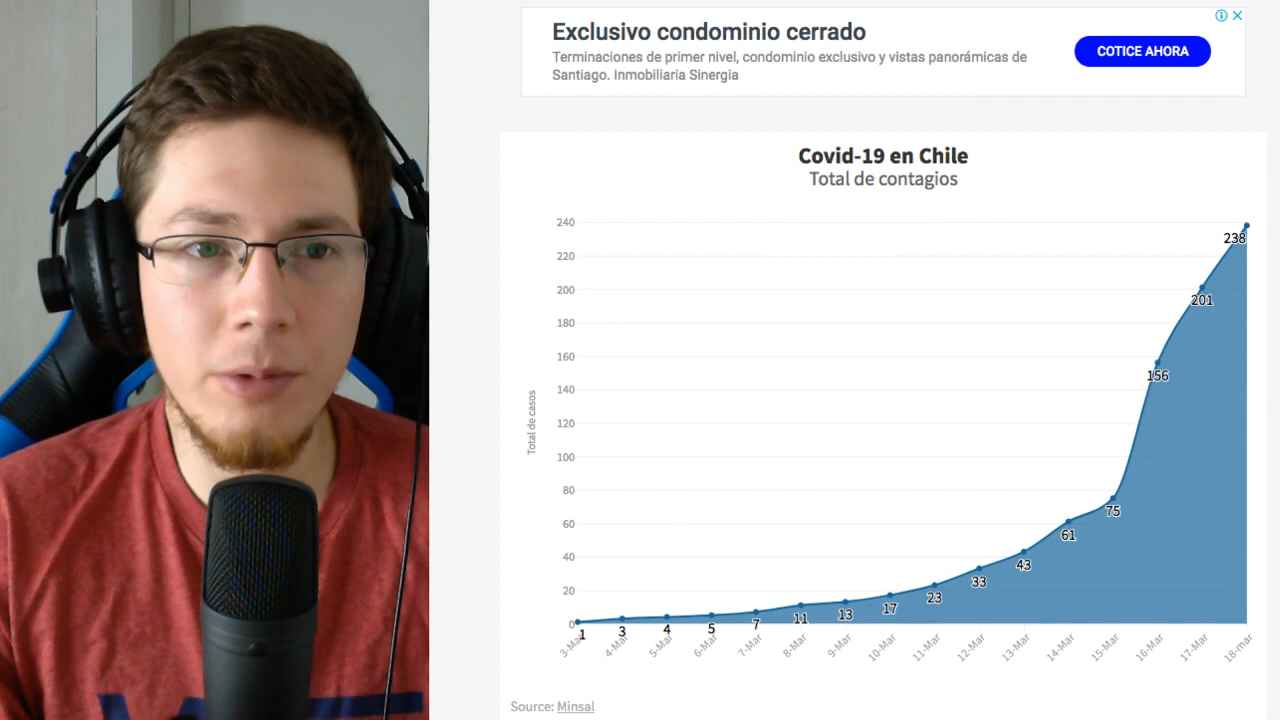 Exclusivo condominio cerrado
Terminaciones de primer nivel, condominio exclusivo y vistas panorámicas de
Santiago. Inmobiliaria Sinergia
COTICE AHORA
Covid-19 en Chile
Total de contagios
Total de casos
240
220
200
180
160
140
120
100
80
60
40
20
0
1
3
4
5
7
11
13
17
23
33
43
61
75
156
201
238
3-Mar
4-Mar
5-Mar
6-Mar
7-Mar
8-Mar
9-Mar
10-Mar
11-Mar
12-Mar
13-Mar
14-Mar
15-Mar
16-Mar
17-Mar
18-mar
Source: Minsal